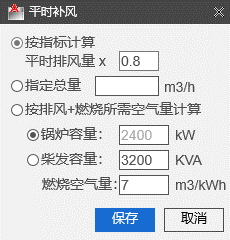 平时补风
按指标计算
平时排风量 x 0.8
指定总量 m3/h
按排风+燃烧所需空气量计算
锅炉容量: 2400 kW
柴发容量: 3200 KVA
燃烧空气量: 7 m3/kWh
保存 取消